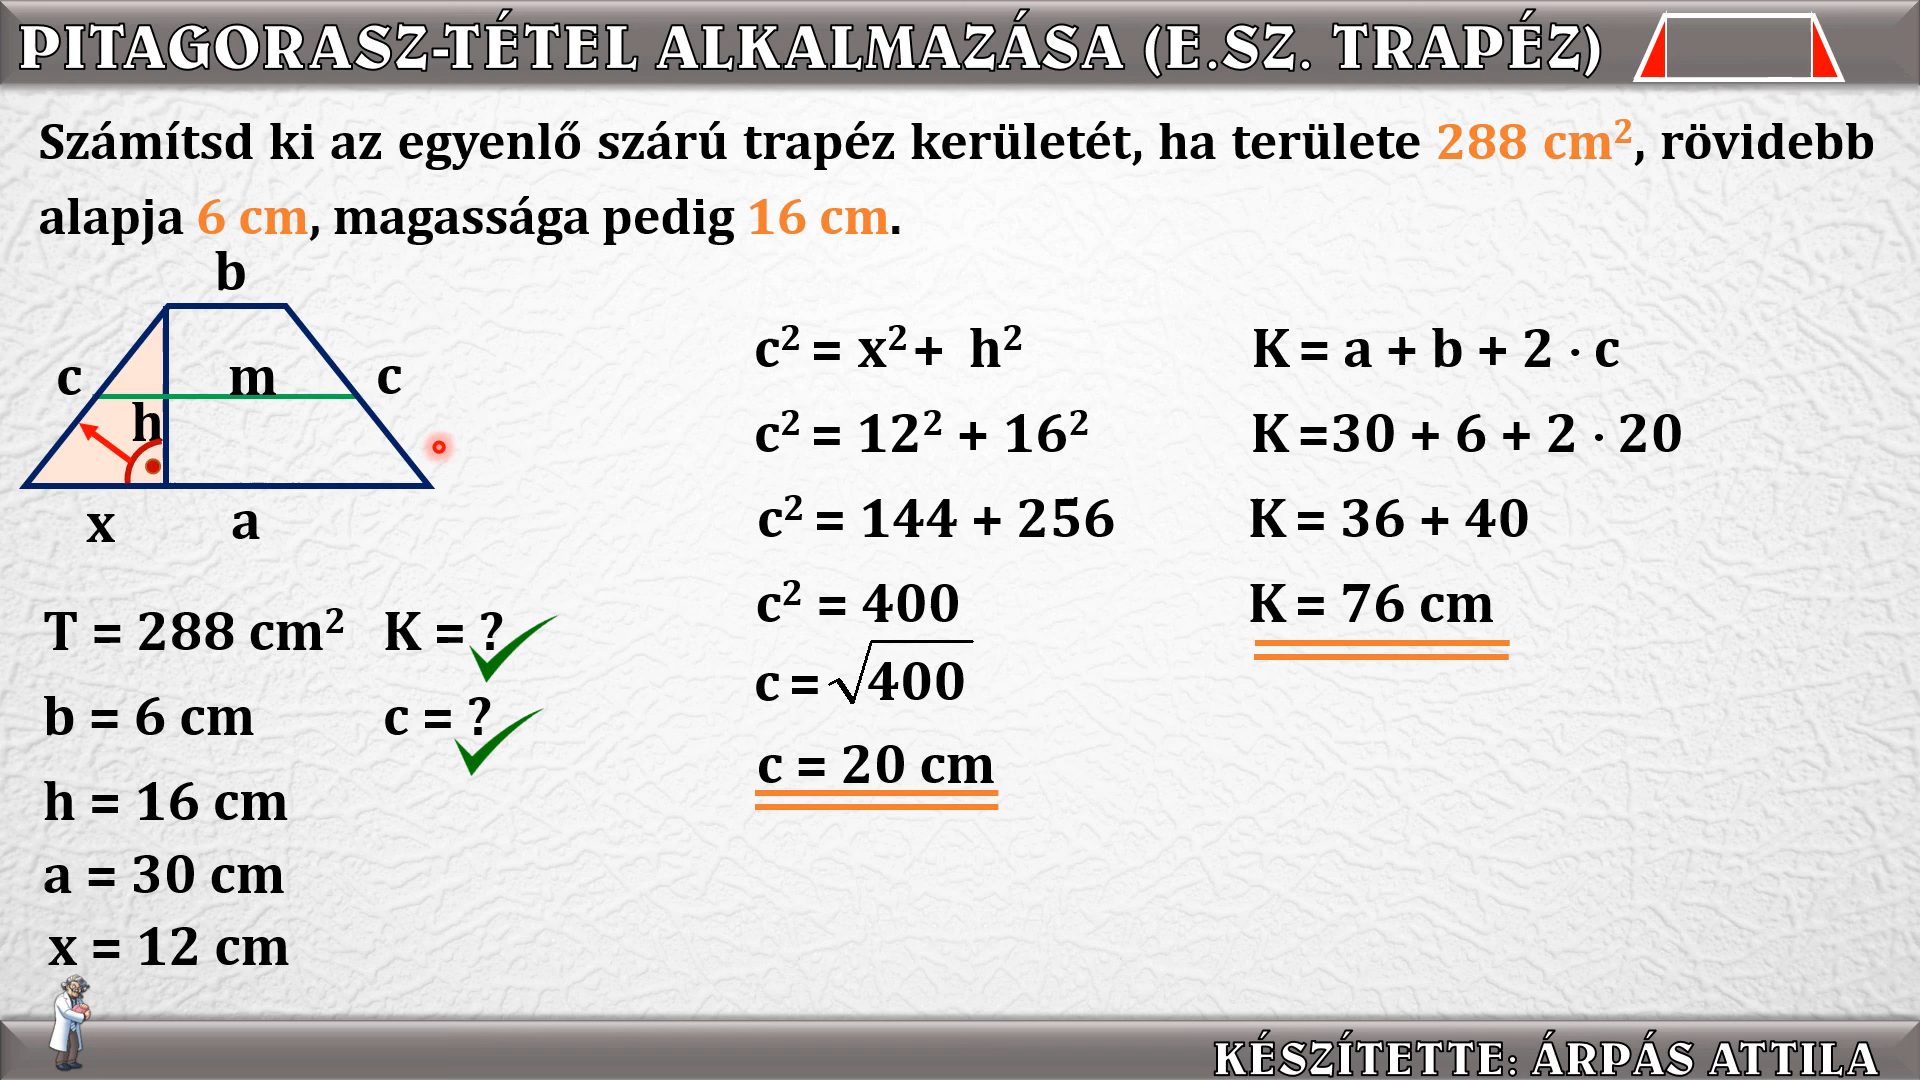 PITAGORASZ-TÉTEL ALKALMAZÁSA (E.SZ. TRAPÉZ)
Számítsd ki az egyenlő szárú trapéz kerületét, ha területe 288 cm², rövidebb
alapja 6 cm, magassága pedig 16 cm.
b
c
m
c
h
x
a
T = 288 cm²
K = ?
b = 6 cm
c = ?
h = 16 cm
a = 30 cm
x = 12 cm
c² = x² + h²
c² = 12² + 16²
c² = 144 + 256
c² = 400
c = √400
c = 20 cm
K = a + b + 2 · c
K =30 + 6 + 2 · 20
K = 36 + 40
K = 76 cm
KÉSZÍTETTE: ÁRPÁS ATTILA